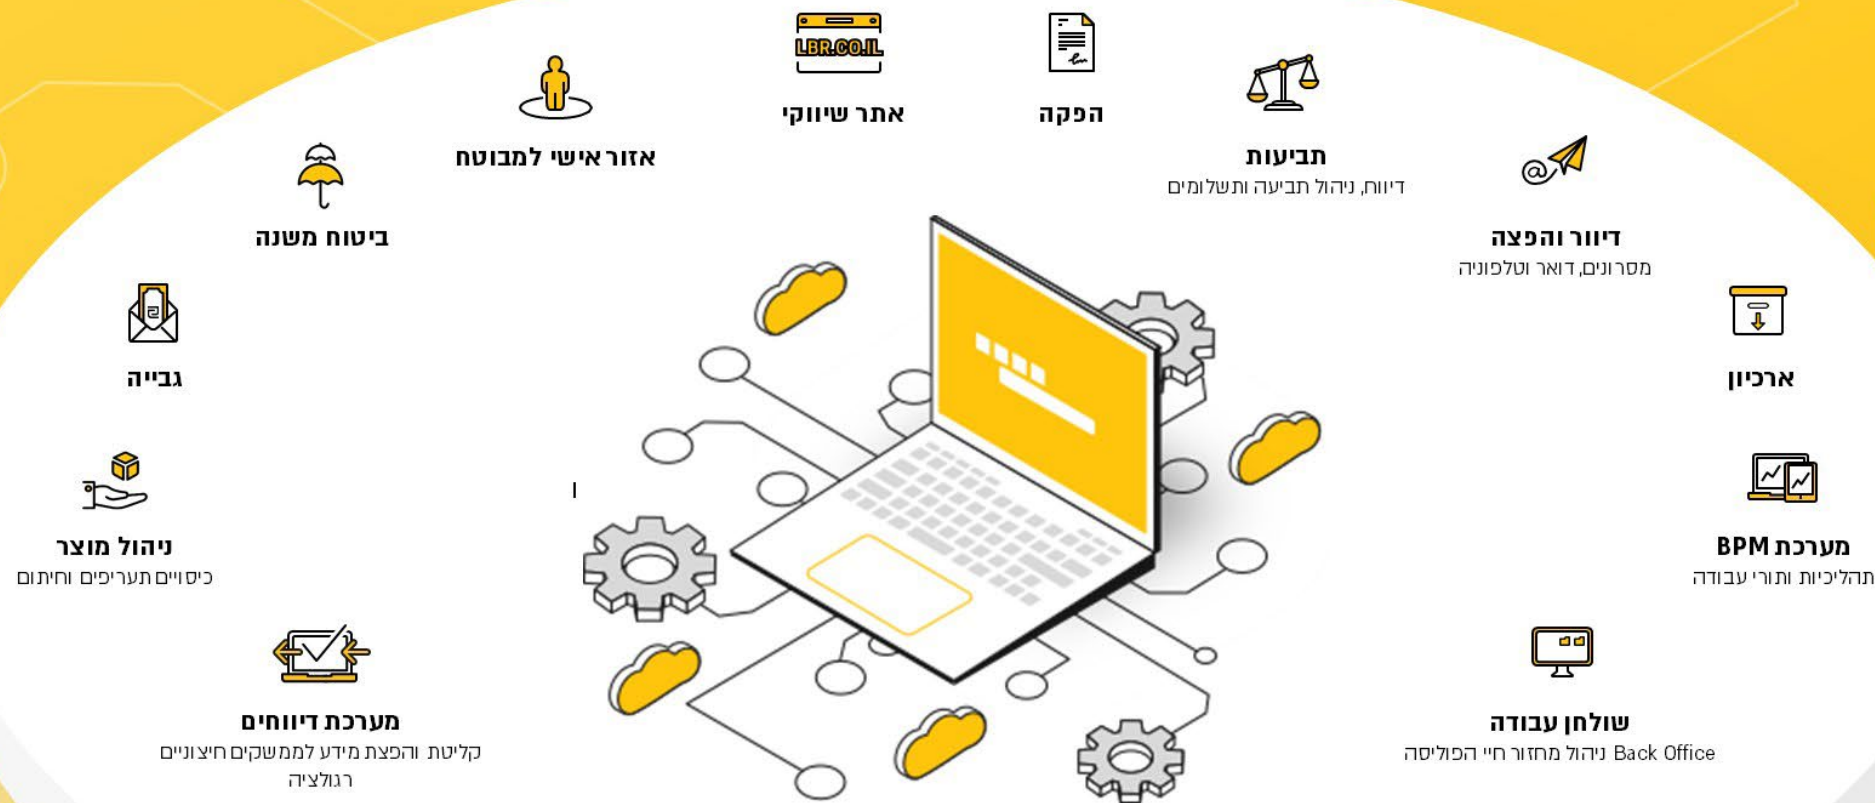 LBR.CO.IL
אתר שיווקי
הפקה
תביעות
דיווח, ניהול תביעה ותשלומים
דיוור והפצה
מסרונים, דואר וטלפוניה
ארכיון
מערכת BPM
תהליכיות ותורי עבודה
שולחן עבודה
Back Office ניהול מחזור חיי הפוליסה
אזור אישי למבוטח
ביטוח משנה
גבייה
ניהול מוצר
כיסויים תעריפים וחיתום
מערכת דיווחים
קליטת והפצת מידע לממשקים חיצוניים
רגולציה